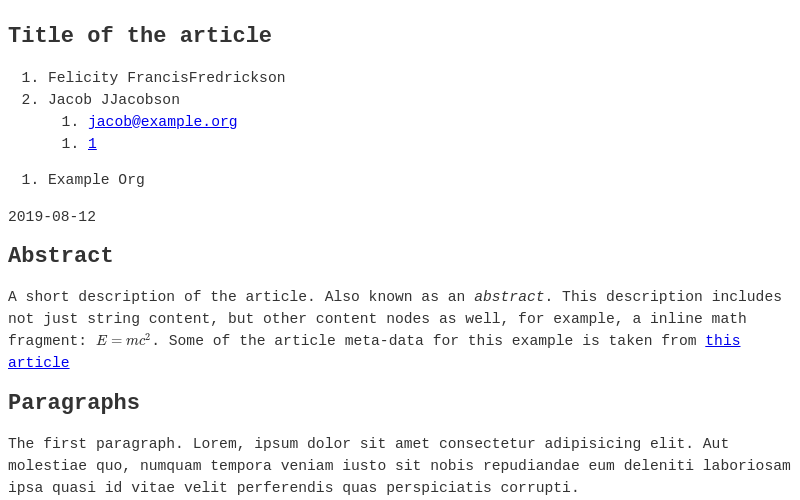 Title of the article
1. Felicity FrancisFredrickson
2. Jacob JJacobson
1. jacob@example.org
1. 1
1. Example Org
2019-08-12
Abstract
A short description of the article. Also known as an abstract. This description includes
not just string content, but other content nodes as well, for example, a inline math
fragment: E = mc². Some of the article meta-data for this example is taken from this
article
Paragraphs
The first paragraph. Lorem, ipsum dolor sit amet consectetur adipisicing elit. Aut
molestiae quo, numquam tempora veniam iusto sit nobis repudiandae eum deleniti laboriosam
ipsa quasi id vitae velit perferendis quas perspiciatis corrupti.